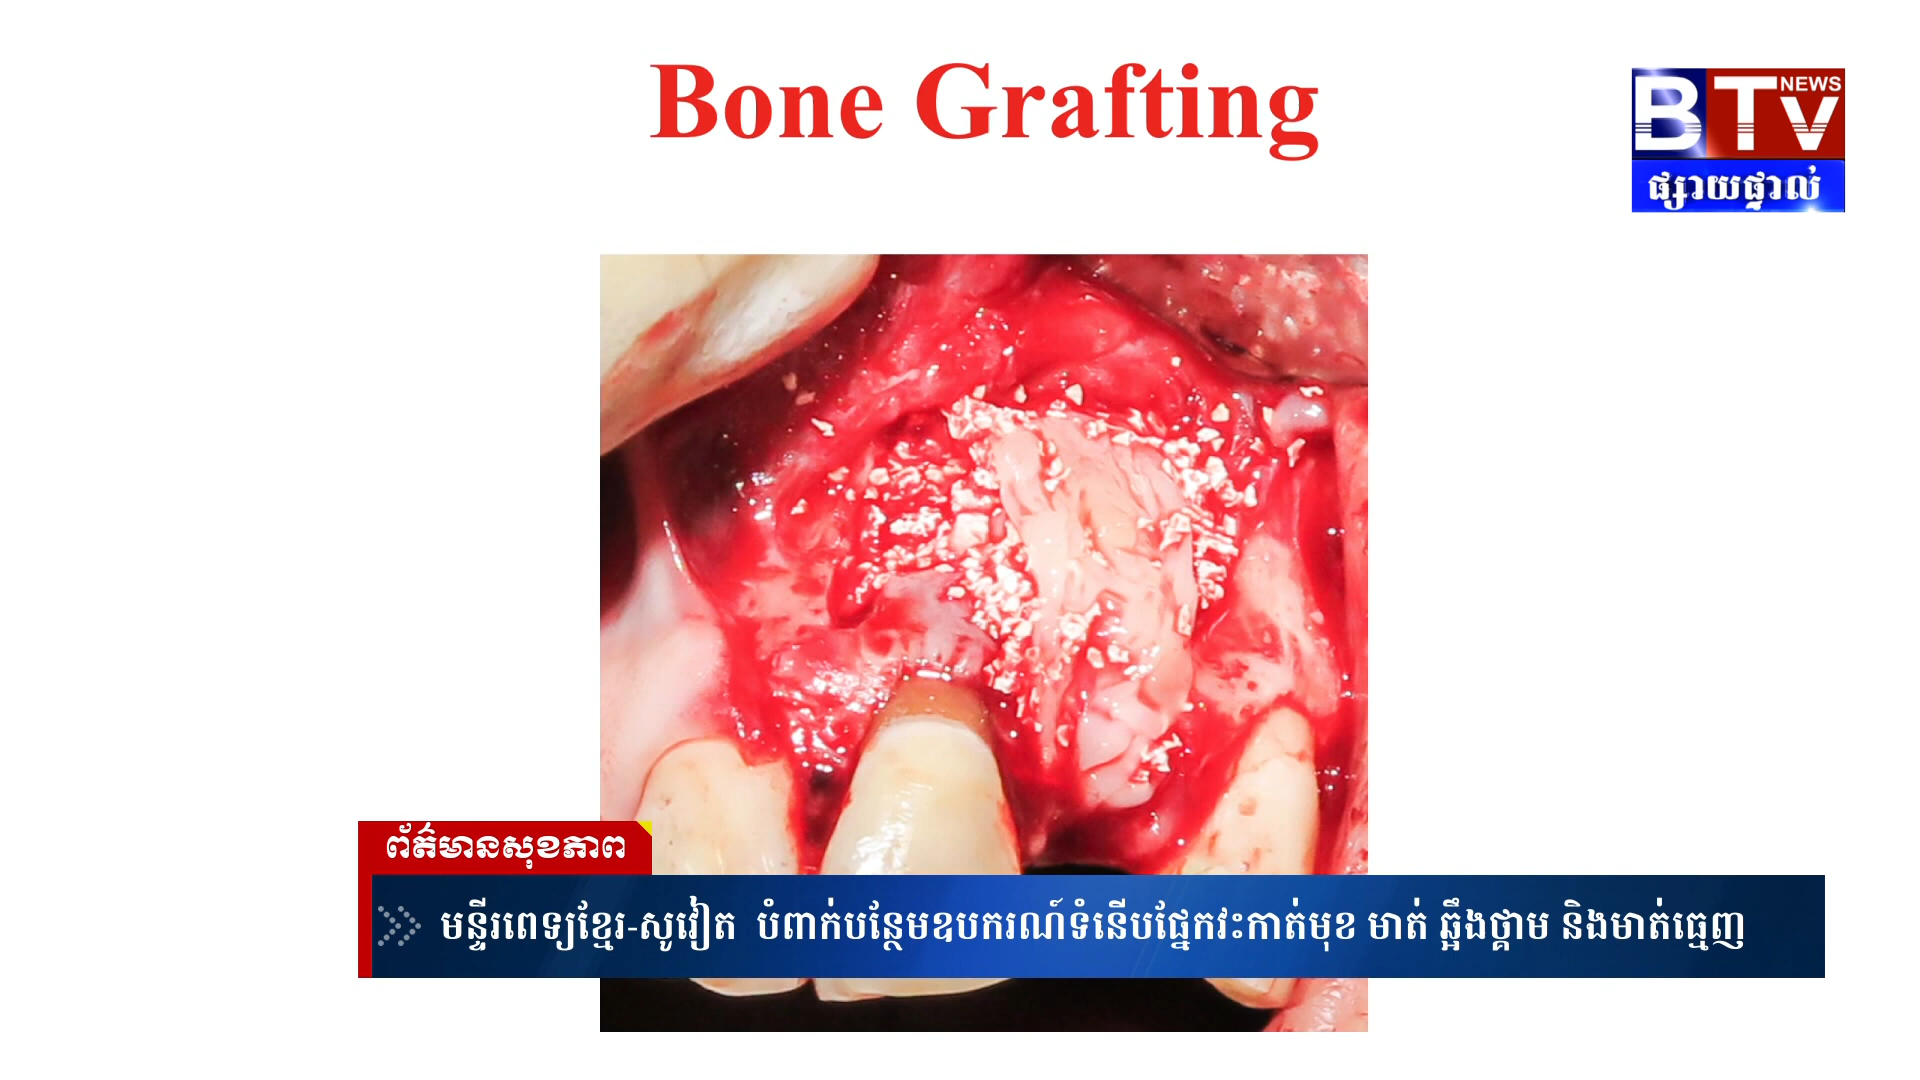 Bone Grafting
BTV NEWS
ផ្សាយផ្ទាល់
ព័ត៌មានសុខភាព
មន្ទីរពេទ្យខ្មែរ-សូវៀត បំពាក់បន្ថែមឧបករណ៍ទំនើបផ្នែកវះកាត់មុខ មាត់ ឆ្អឹងថ្គាម និងមាត់ធ្មេញ